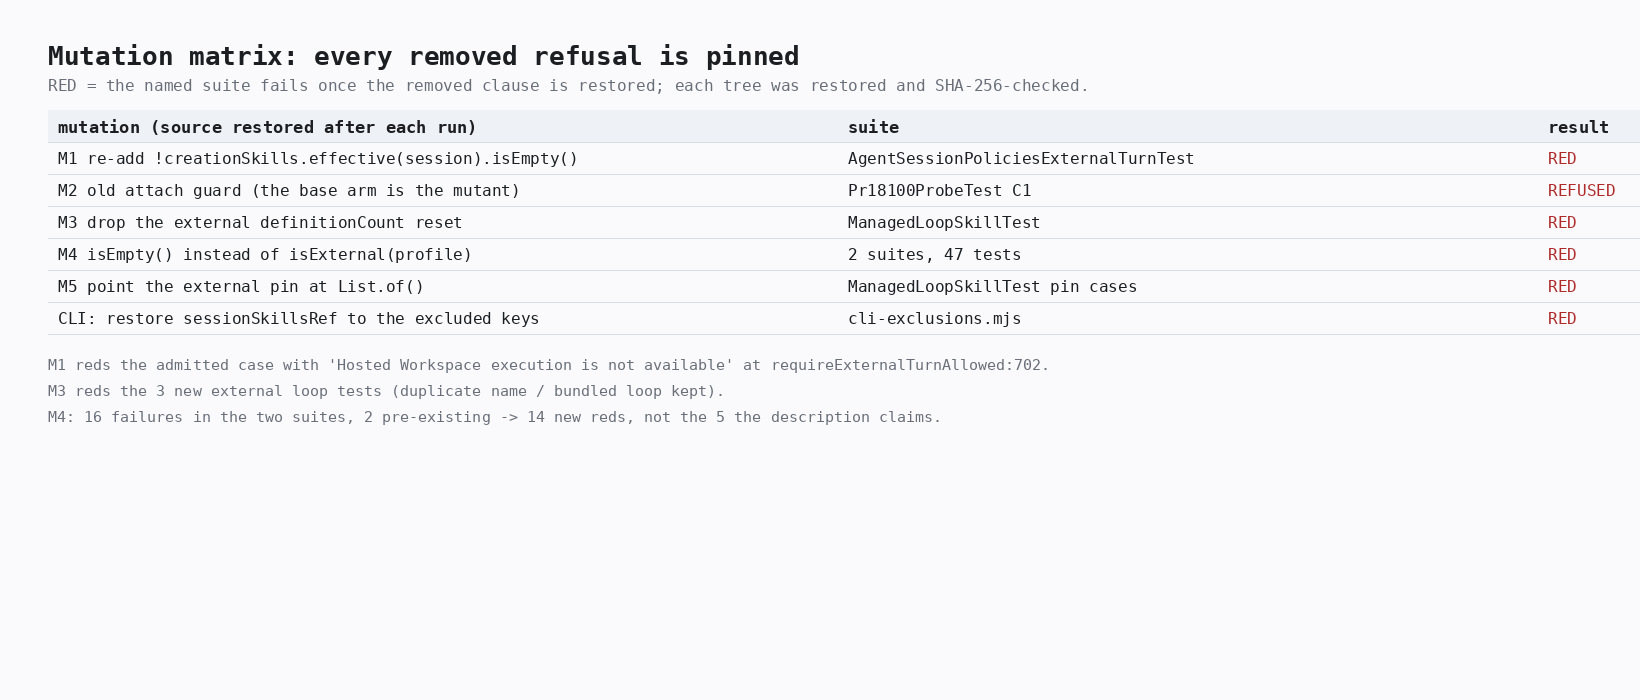 Mutation matrix: every removed refusal is pinned
RED = the named suite fails once the removed clause is restored; each tree was restored and SHA-256-checked.
mutation (source restored after each run) suite result
M1 re-add !creationSkills.effective(session).isEmpty() AgentSessionPoliciesExternalTurnTest RED
M2 old attach guard (the base arm is the mutant) Pr18100ProbeTest C1 REFUSED
M3 drop the external definitionCount reset ManagedLoopSkillTest RED
M4 isEmpty() instead of isExternal(profile) 2 suites, 47 tests RED
M5 point the external pin at List.of() ManagedLoopSkillTest pin cases RED
CLI: restore sessionSkillsRef to the excluded keys cli-exclusions.mjs RED
M1 reds the admitted case with 'Hosted Workspace execution is not available' at requireExternalTurnAllowed:702.
M3 reds the 3 new external loop tests (duplicate name / bundled loop kept).
M4: 16 failures in the two suites, 2 pre-existing -> 14 new reds, not the 5 the description claims.